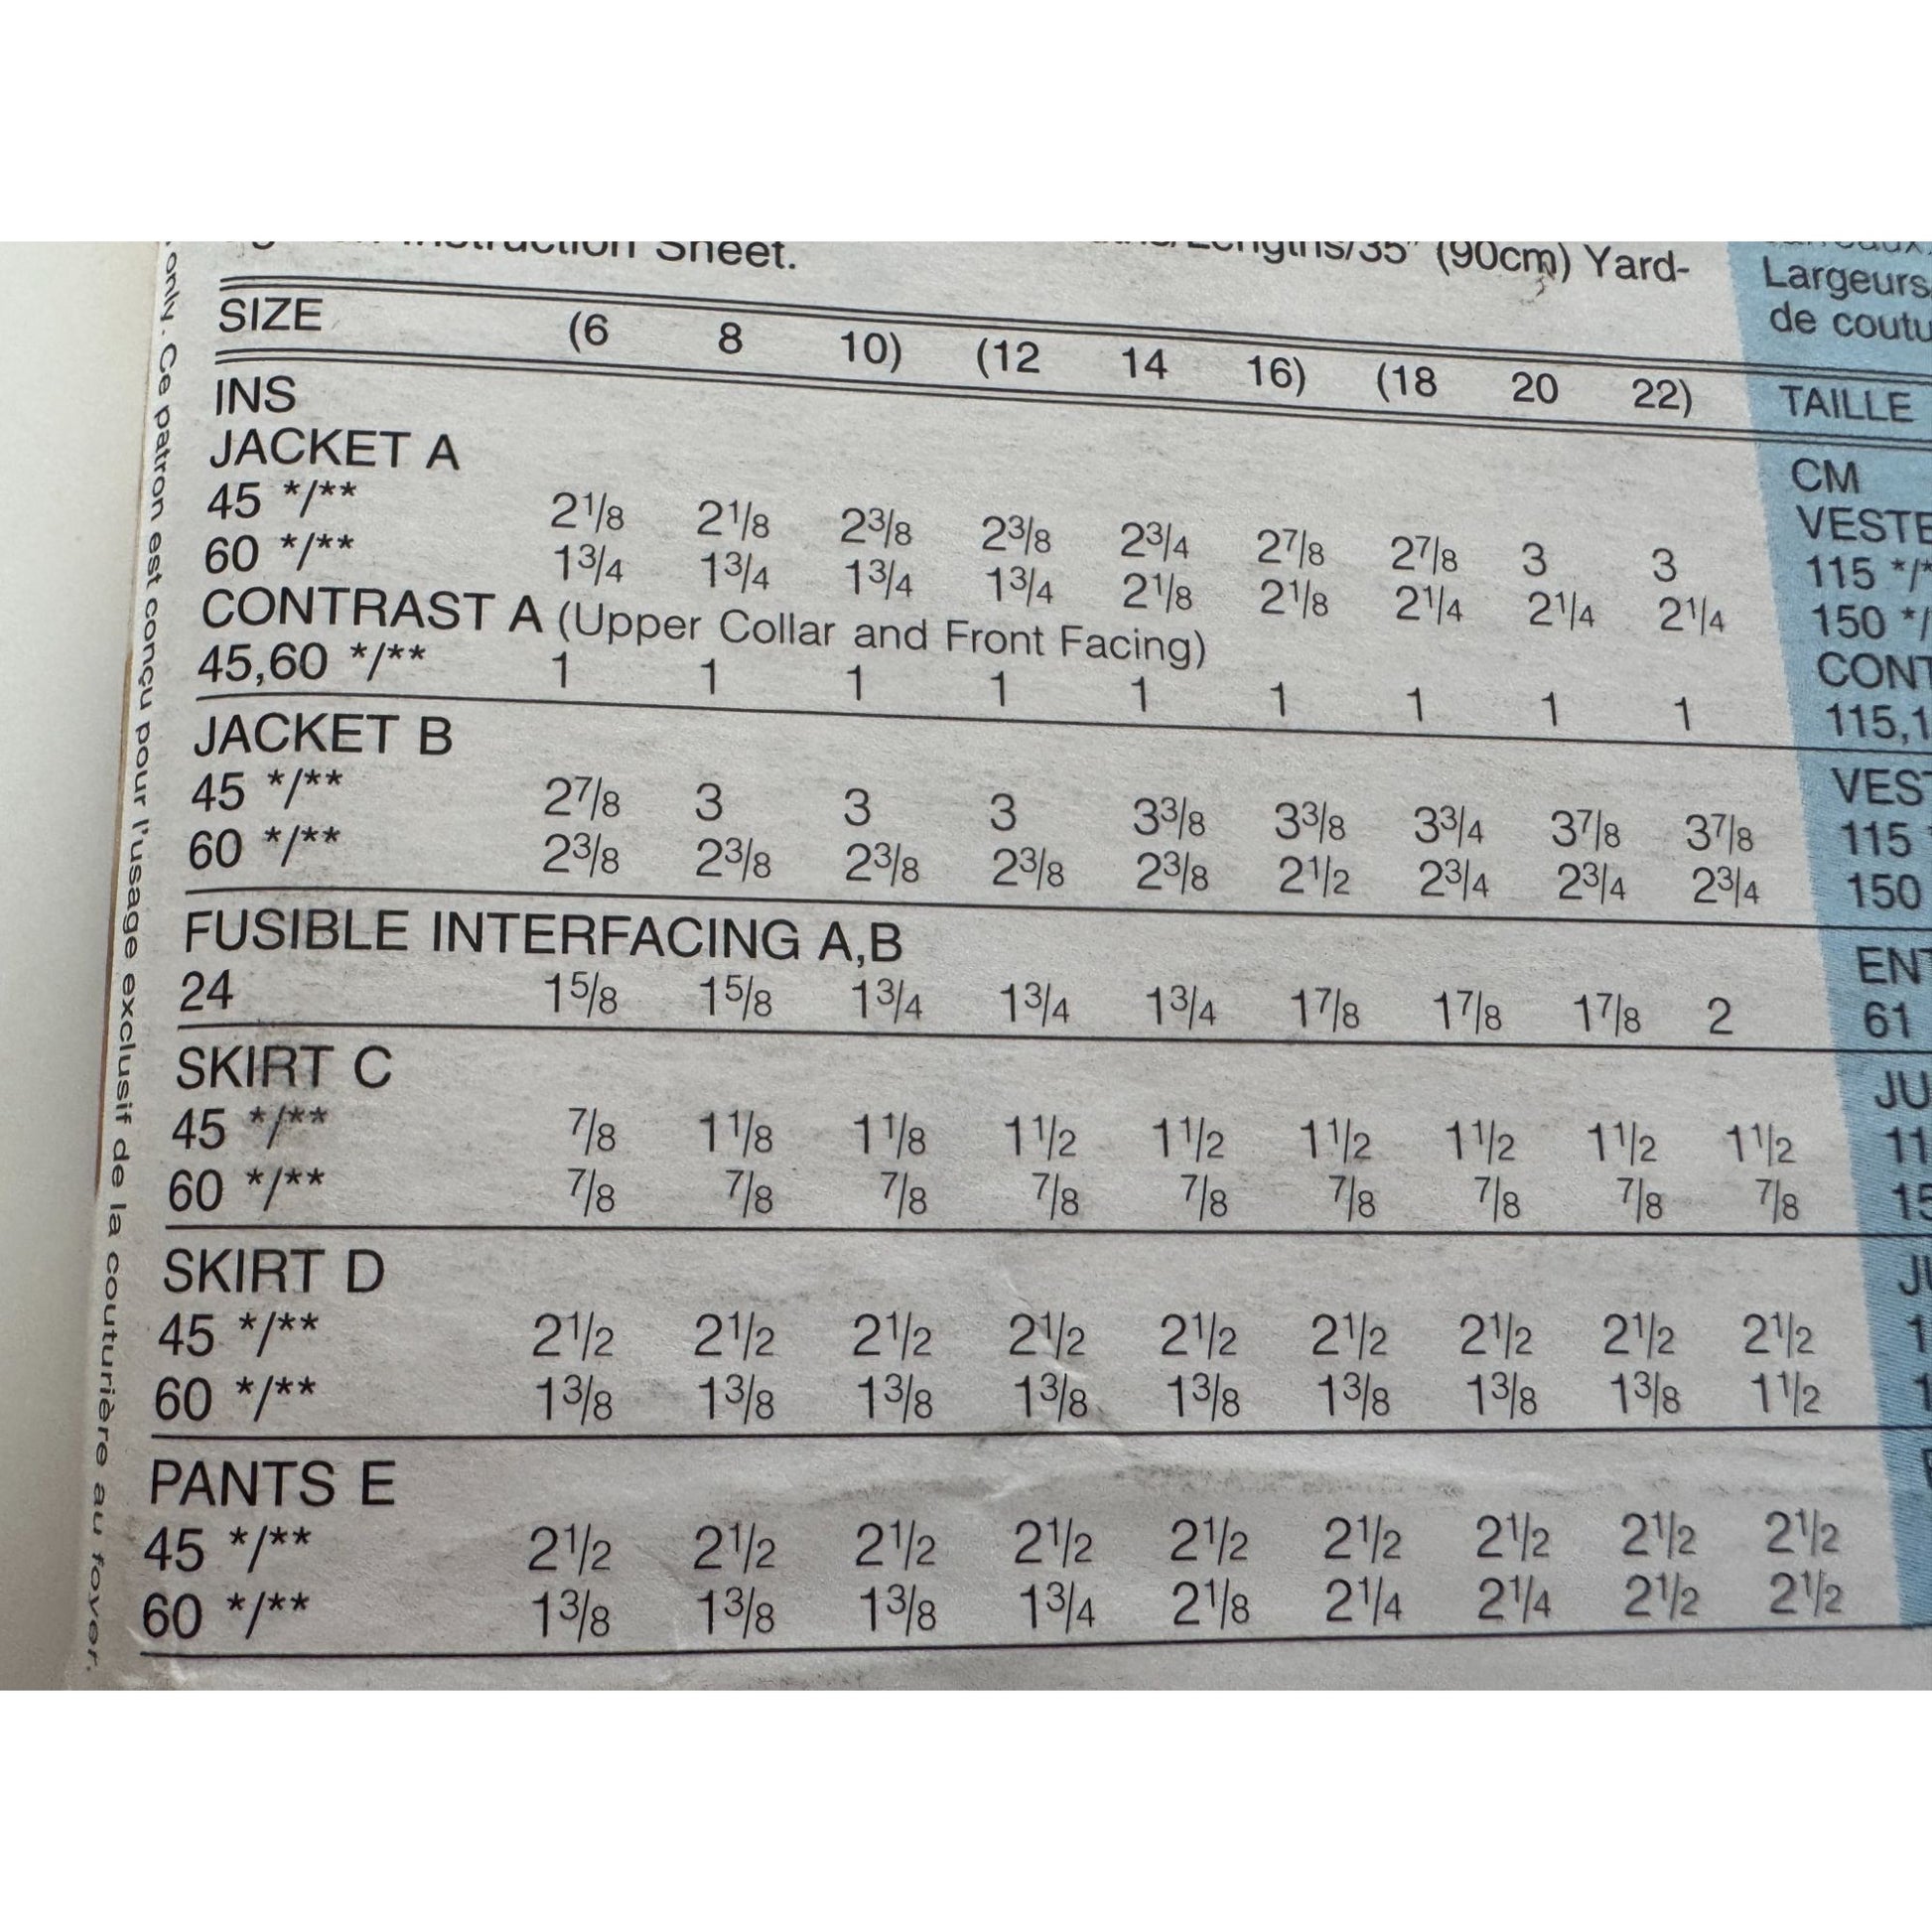 Instruction Sheet.
Lengths/35" (90cm) Yard-
SIZE (6 8 10) (12 14 16) (18 20 22)
INS
JACKET A
45 */** 2 1/8 2 1/8 2 3/8 2 3/8 2 3/4 2 7/8 2 7/8 3 3
60 */** 1 3/4 1 3/4 1 3/4 1 3/4 2 1/8 2 1/8 2 1/4 2 1/4 2 1/4
CONTRAST A (Upper Collar and Front Facing)
45,60 */** 1 1 1 1 1 1 1 1 1
JACKET B
45 */** 2 7/8 3 3 3 3 3/8 3 3/8 3 3/4 3 7/8 3 7/8
60 */** 2 3/8 2 3/8 2 3/8 2 3/8 2 3/8 2 1/2 2 3/4 2 3/4 2 3/4
FUSIBLE INTERFACING A,B
24 1 5/8 1 5/8 1 3/4 1 3/4 1 3/4 1 7/8 1 7/8 1 7/8 2
SKIRT C
45 */** 7/8 1 1/8 1 1/8 1 1/2 1 1/2 1 1/2 1 1/2 1 1/2 1 1/2
60 */** 7/8 7/8 7/8 7/8 7/8 7/8 7/8 7/8 7/8
SKIRT D
45 */** 2 1/2 2 1/2 2 1/2 2 1/2 2 1/2 2 1/2 2 1/2 2 1/2 2 1/2
60 */** 1 3/8 1 3/8 1 3/8 1 3/8 1 3/8 1 3/8 1 3/8 1 3/8 1 1/2
PANTS E
45 */** 2 1/2 2 1/2 2 1/2 2 1/2 2 1/2 2 1/2 2 1/2 2 1/2 2 1/2
60 */** 1 3/8 1 3/8 1 3/8 1 3/4 2 1/8 2 1/4 2 1/4 2 1/2 2 1/2
only. Ce patron est conçu pour l'usage exclusif de la couturière au foyer.
Largeurs
de coutu
TAILLE
CM
VESTE
115 */*
150 */
CONT
115,1
VEST
115
150
ENT
61
JU
11
15